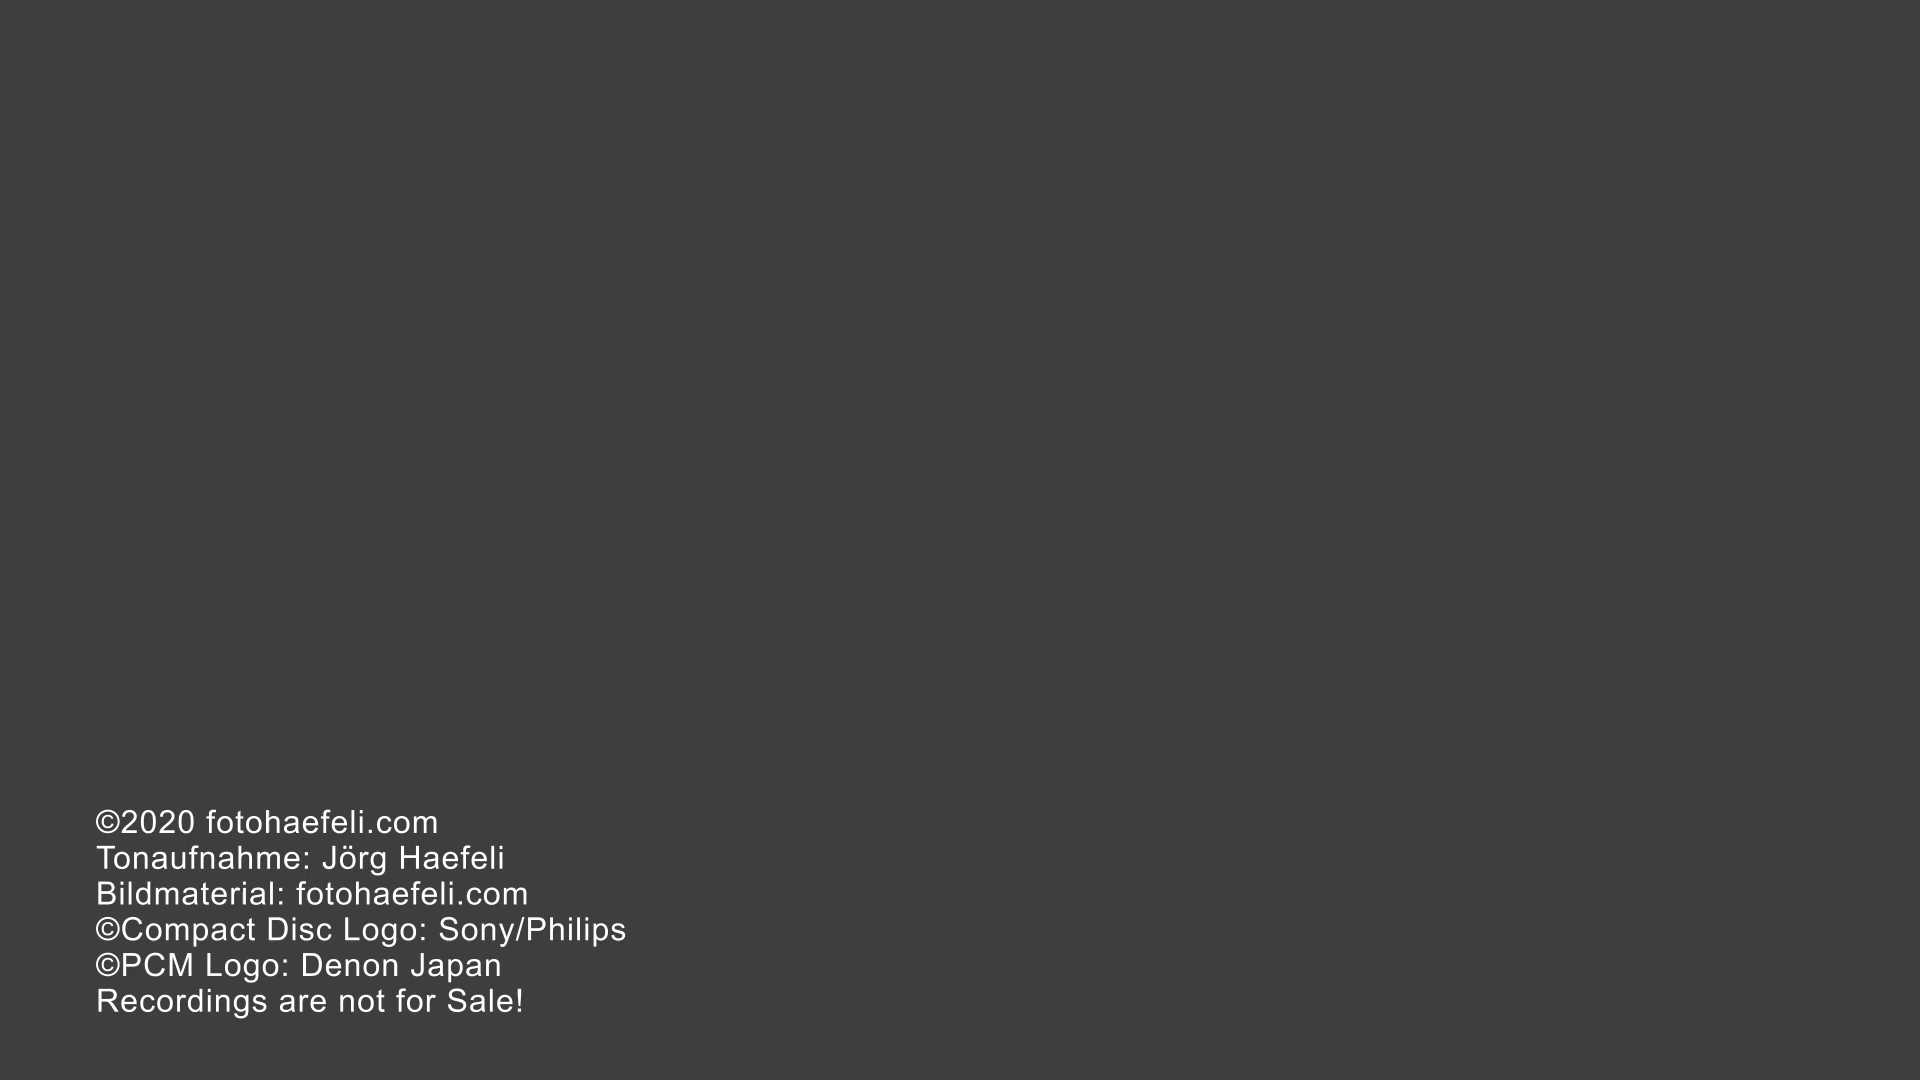 ©2020 fotohaefeli.com
Tonaufnahme: Jörg Haefeli
Bildmaterial: fotohaefeli.com
©Compact Disc Logo: Sony/Philips
©PCM Logo: Denon Japan
Recordings are not for Sale!